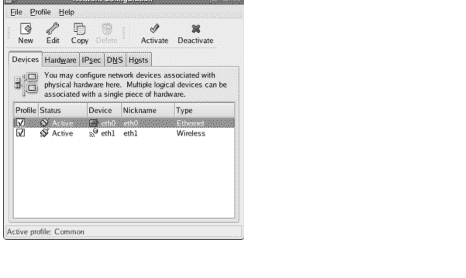 File Profile Help
New Edit Copy Delete Activate Deactivate
Devices Hardware IPsec DNS Hosts
You may configure network devices associated with
physical hardware here. Multiple logical devices can be
associated with a single piece of hardware.
Profile Status Device Nickname Type
Active eth0 eth0 Ethernet
Active eth1 eth1 Wireless
Active profile: Common